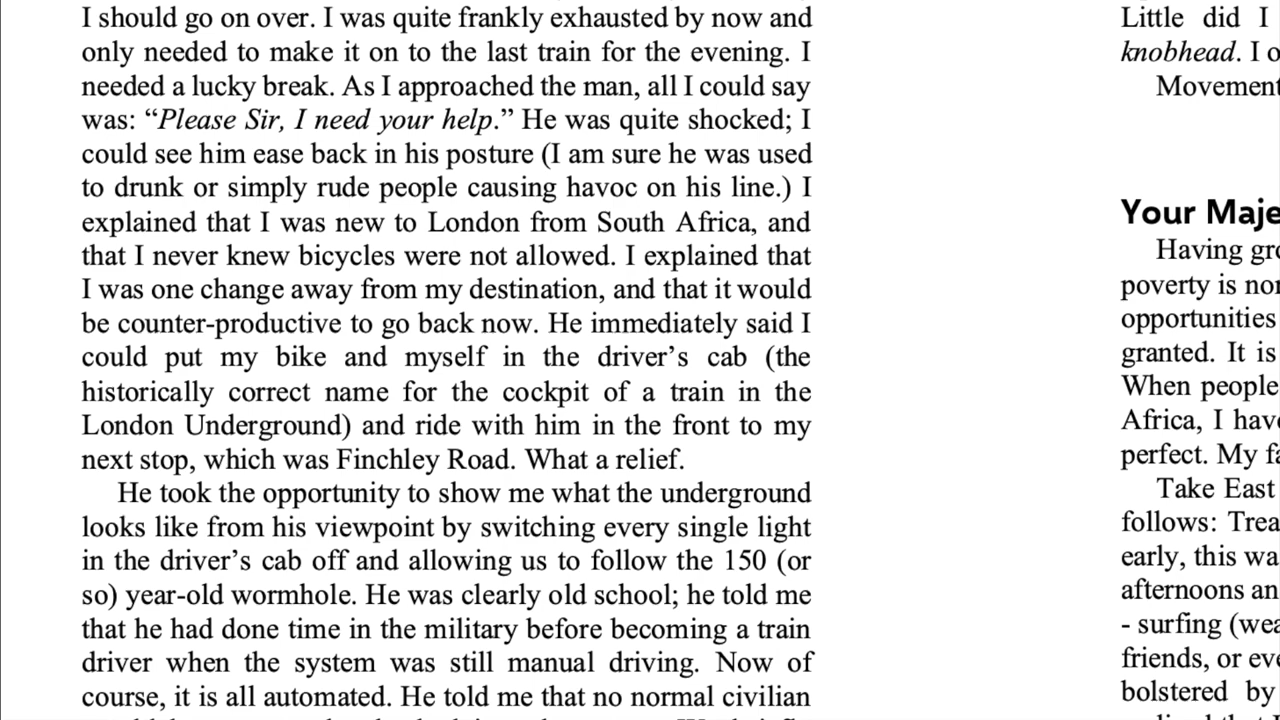 I should go on over. I was quite frankly exhausted by now and
only needed to make it on to the last train for the evening. I
needed a lucky break. As I approached the man, all I could say
was: “Please Sir, I need your help.” He was quite shocked; I
could see him ease back in his posture (I am sure he was used
to drunk or simply rude people causing havoc on his line.) I
explained that I was new to London from South Africa, and
that I never knew bicycles were not allowed. I explained that
I was one change away from my destination, and that it would
be counter-productive to go back now. He immediately said I
could put my bike and myself in the driver’s cab (the
historically correct name for the cockpit of a train in the
London Underground) and ride with him in the front to my
next stop, which was Finchley Road. What a relief.
He took the opportunity to show me what the underground
looks like from his viewpoint by switching every single light
in the driver’s cab off and allowing us to follow the 150 (or
so) year-old wormhole. He was clearly old school; he told me
that he had done time in the military before becoming a train
driver when the system was still manual driving. Now of
course, it is all automated. He told me that no normal civilian
Little did I
knobhead. I o
Movement
Your Maje
Having gro
poverty is nor
opportunities
granted. It is
When people
Africa, I have
perfect. My fa
Take East
follows: Trea
early, this wa
afternoons an
- surfing (wea
friends, or eve
bolstered by